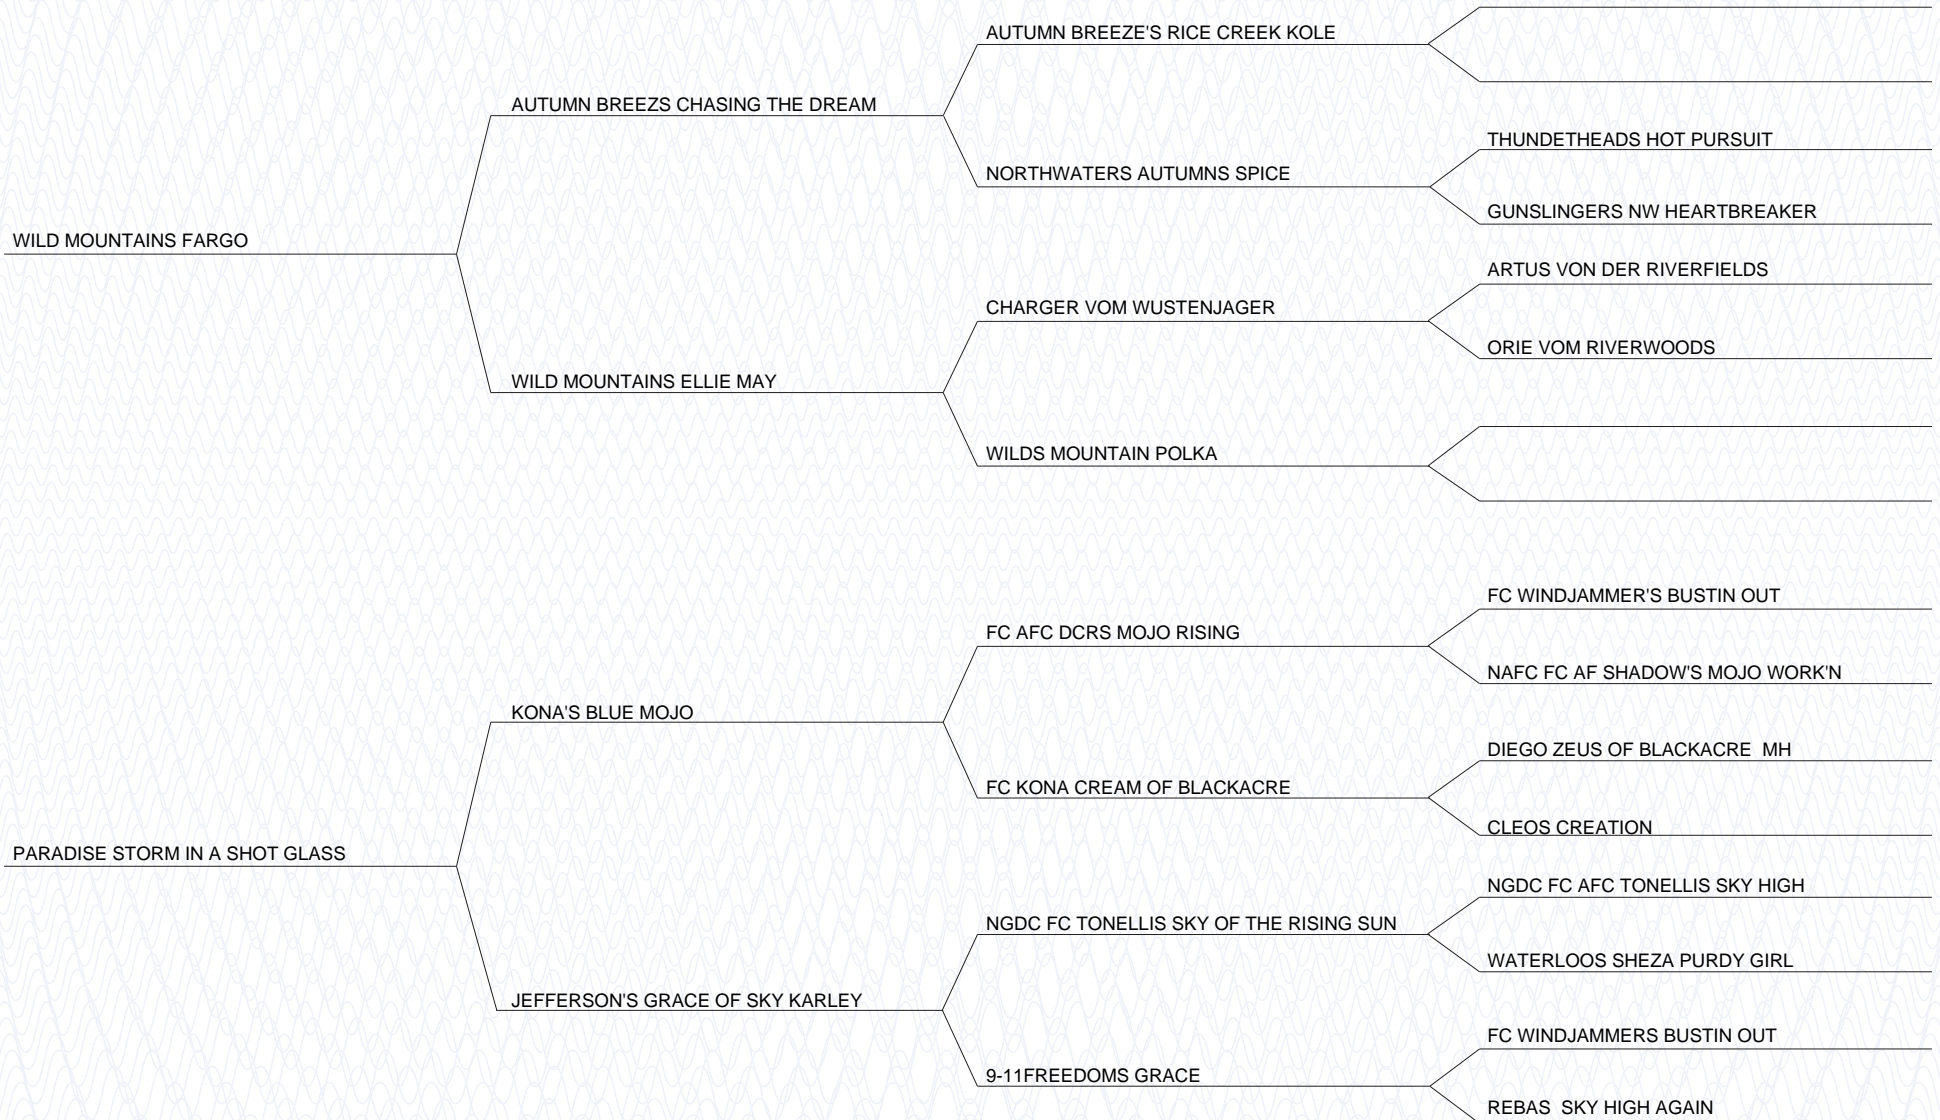 AUTUMN BREEZE'S RICE CREEK KOLE
AUTUMN BREEZS CHASING THE DREAM
THUNDETHEADS HOT PURSUIT
NORTHWATERS AUTUMNS SPICE
GUNSLINGERS NW HEARTBREAKER
WILD MOUNTAINS FARGO
ARTUS VON DER RIVERFIELDS
CHARGER VOM WUSTENJAGER
ORIE VOM RIVERWOODS
WILD MOUNTAINS ELLIE MAY
WILDS MOUNTAIN POLKA
FC WINDJAMMER'S BUSTIN OUT
FC AFC DCRS MOJO RISING
NAFC FC AF SHADOW'S MOJO WORK'N
KONA'S BLUE MOJO
DIEGO ZEUS OF BLACKACRE  MH
FC KONA CREAM OF BLACKACRE
CLEOS CREATION
PARADISE STORM IN A SHOT GLASS
NGDC FC AFC TONELLIS SKY HIGH
NGDC FC TONELLIS SKY OF THE RISING SUN
WATERLOOS SHEZA PURDY GIRL
JEFFERSON'S GRACE OF SKY KARLEY
FC WINDJAMMERS BUSTIN OUT
9-11FREEDOMS GRACE
REBAS  SKY HIGH AGAIN